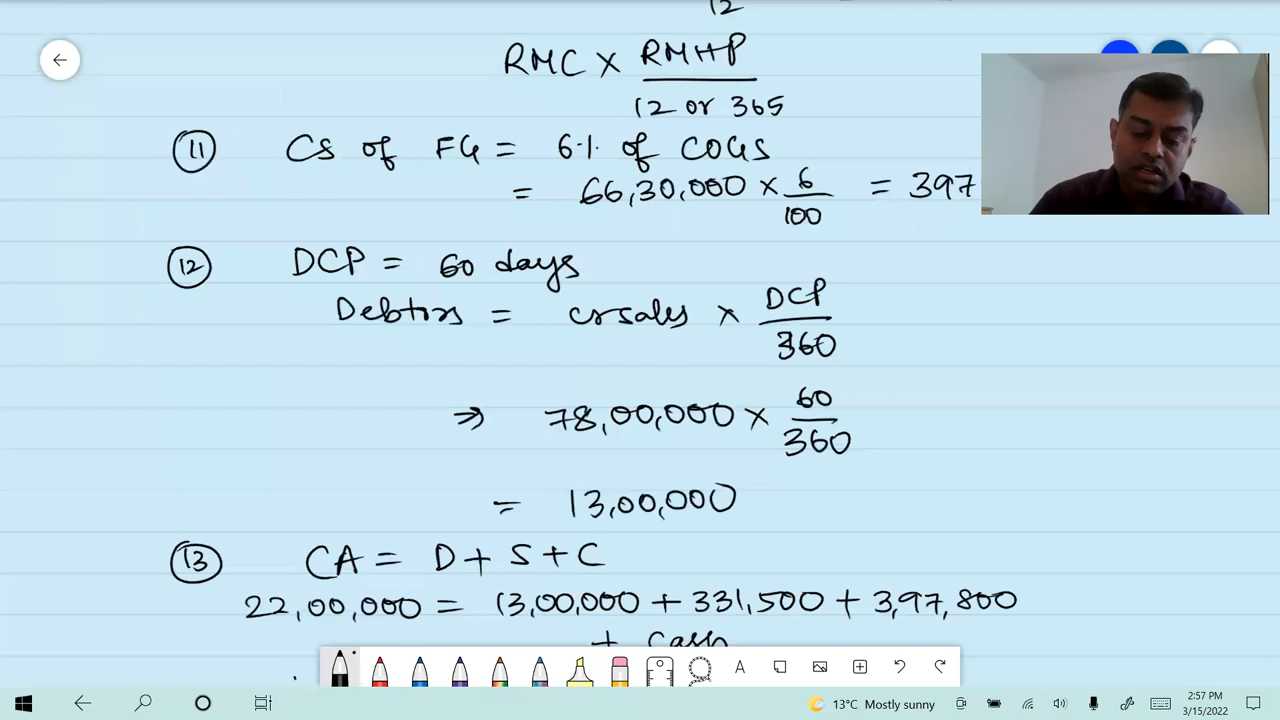 12
RMC × RMHP
12 or 365
11 CS of FG = 6% of COGS
= 66,30,000 × 6/100 = 397
12 DCP = 60 days
Debtors = crsales × DCP/360
⇒ 78,00,000 × 60/360
= 13,00,000
13 CA = D + S + C
22,00,000 = 13,00,000 + 331,500 + 3,97,800
+ Cash
A
13°C Mostly sunny
2:57 PM
3/15/2022